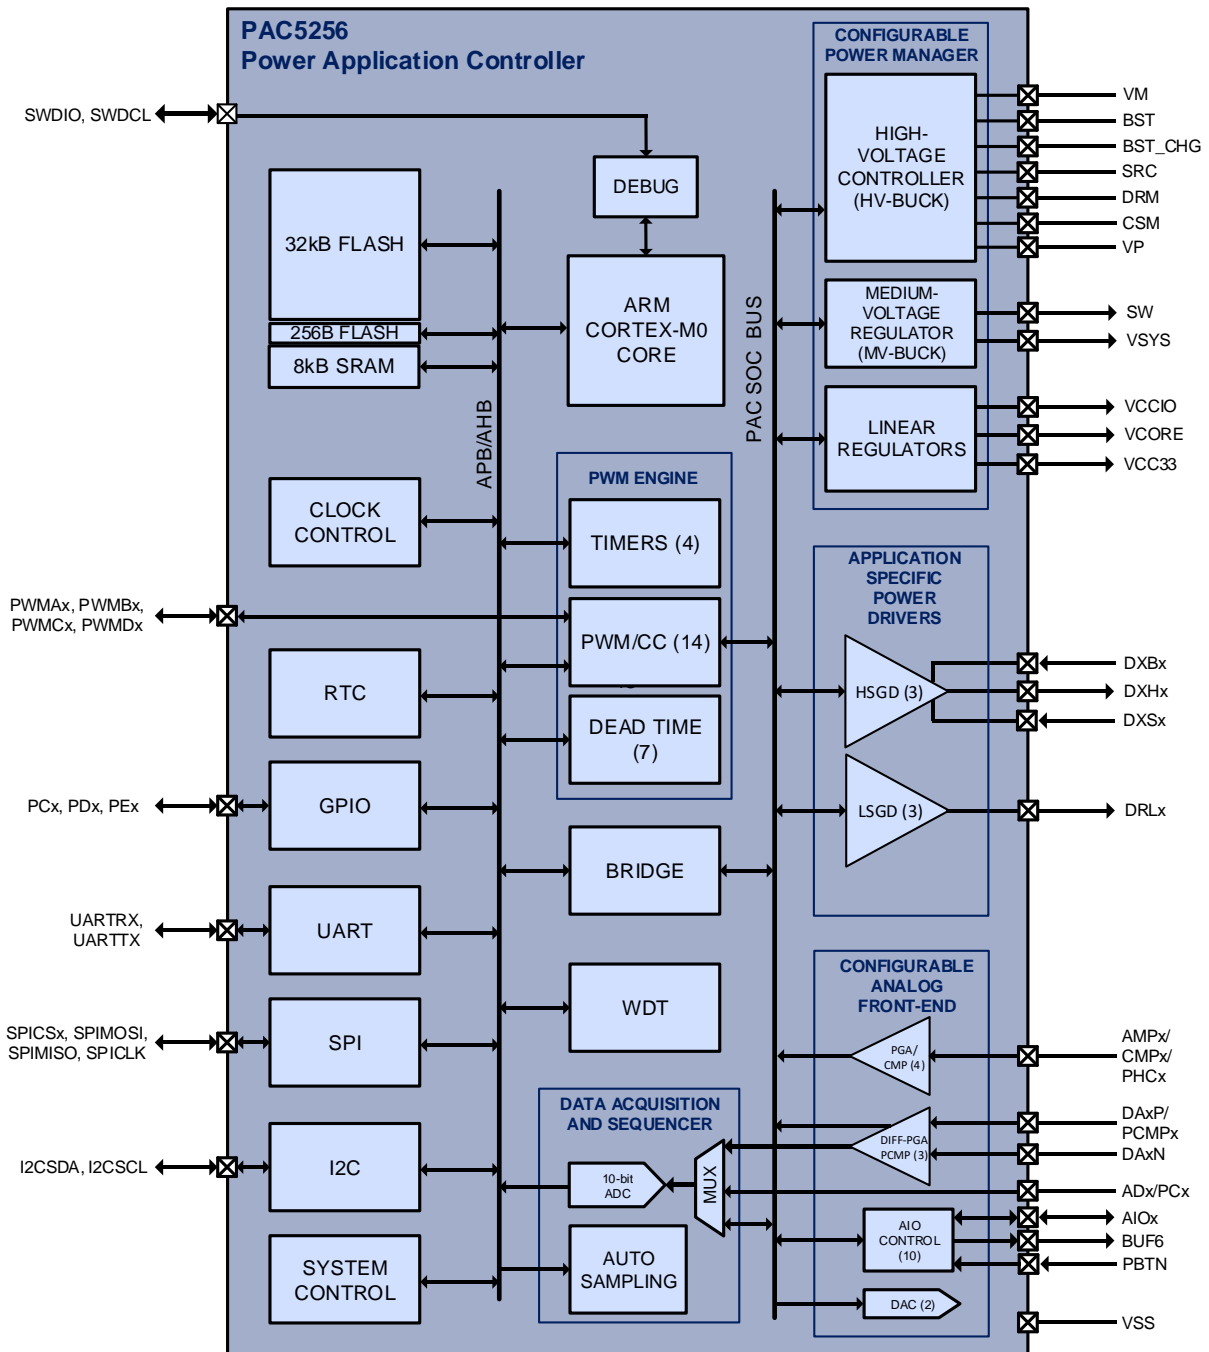 PAC5256
Power Application Controller
SWDIO, SWDCL
DEBUG
32kB FLASH
256B FLASH
8kB SRAM
ARM
CORTEX-M0
CORE
APB/AHB
PAC SOC BUS
CLOCK
CONTROL
PWM ENGINE
TIMERS (4)
PWMAx, PWMBx,
PWMCx, PWMDx
PWM/CC (14)
RTC
DEAD TIME
(7)
PCx, PDx, PEx
GPIO
BRIDGE
UARTRX,
UARTTX
UART
WDT
SPICSx, SPIMOSI,
SPIMISO, SPICLK
SPI
DATA ACQUISITION
AND SEQUENCER
I2CSDA, I2CSCL
I2C
10-bit
ADC
MUX
SYSTEM
CONTROL
AUTO
SAMPLING
CONFIGURABLE
POWER MANAGER
HIGH-
VOLTAGE
CONTROLLER
(HV-BUCK)
VM
BST
BST_CHG
SRC
DRM
CSM
VP
MEDIUM-
VOLTAGE
REGULATOR
(MV-BUCK)
SW
VSYS
LINEAR
REGULATORS
VCCIO
VCORE
VCC33
APPLICATION
SPECIFIC
POWER
DRIVERS
HSGD (3)
DXBx
DXHx
DXSx
LSGD (3)
DRLx
CONFIGURABLE
ANALOG
FRONT-END
PGA/
CMP (4)
AMPx/
CMPx/
PHCx
DIFF-PGA
PCMP (3)
DAxP/
PCMPx
DAxN
ADx/PCx
AIO
CONTROL
(10)
AIOx
BUF6
PBTN
DAC (2)
VSS